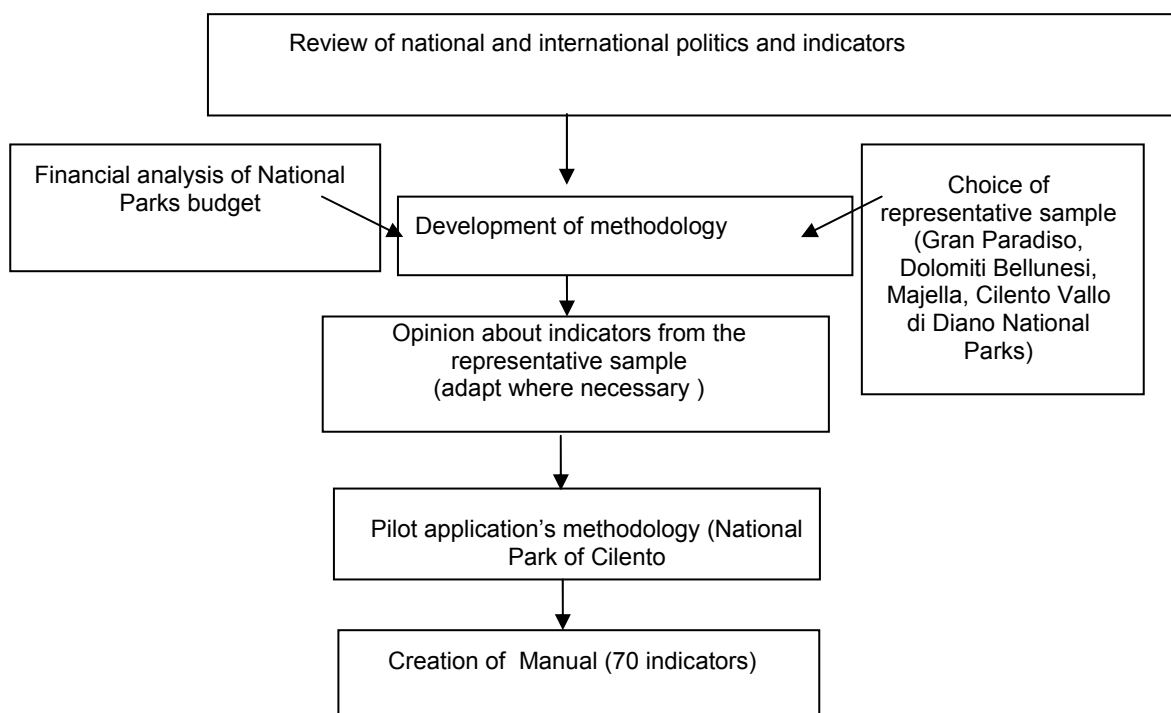 Review of national and international politics and indicators
Financial analysis of National
Parks budget
Development of methodology
Choice of
representative sample
(Gran Paradiso,
Dolomiti Bellunesi,
Majella, Cilento Vallo
di Diano National
Parks)
Opinion about indicators from the
representative sample
(adapt where necessary )
Pilot application's methodology (National
Park of Cilento
Creation of  Manual (70 indicators)